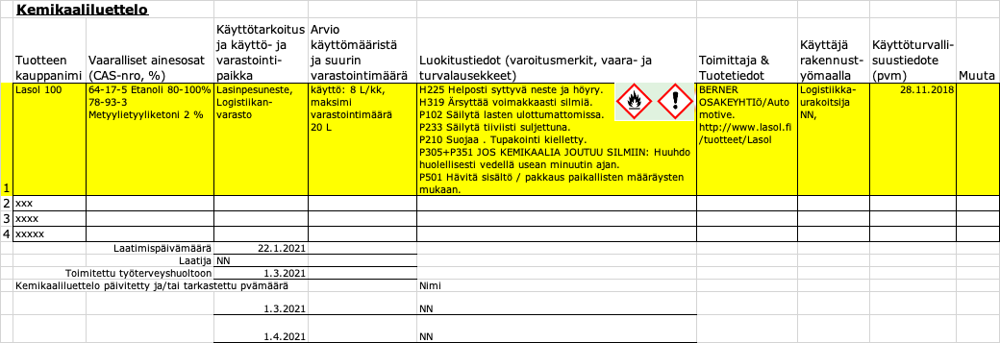 Kemikaaliluettelo
Tuotteen
kauppanimi
Vaaralliset ainesosat
(CAS-nro, %)
Käyttötarkoitus
ja käyttö- ja
varastointi-
paikka
Arvio
käyttömääristä
ja suurin
varastointimäärä
Luokitustiedot (varoitusmerkit, vaara- ja
turvalausekkeet)
Toimittaja &
Tuotetiedot
Käyttäjä
rakennust-
yömaalla
Käyttöturvalli-
suustiedote
(pvm)
Muuta
1
Lasol 100
64-17-5 Etanoli 80-100%
78-93-3
Metyylietyyliketoni 2 %
Lasinpesuneste,
Logistiikan-
varasto
käyttö: 8 L/kk,
maksimi
varastointimäärä
20 L
H225 Helposti syttyvä neste ja höyry.
H319 Ärsyttää voimakkaasti silmiä.
P102 Säilytä lasten ulottumattomissa.
P233 Säilytä tiiviisti suljettuna.
P210 Suojaa . Tupakointi kielletty.
P305+P351 JOS KEMIKAALIA JOUTUU SILMIIN: Huuhdo
huolellisesti vedellä usean minuutin ajan.
P501 Hävitä sisältö / pakkaus paikallisten määräysten
mukaan.
BERNER
OSAKEYHTIÖ/Auto
motive.
http://www.lasol.fi
/tuotteet/Lasol
Logistiikka-
urakoitsija
NN,
28.11.2018
2 xxx
3 xxxx
4 xxxxx
Laatimispäivämäärä 22.1.2021
Laatija NN
Toimitettu työterveyshuoltoon 1.3.2021
Kemikaaliluettelo päivitetty ja/tai tarkastettu pvämäärä Nimi
1.3.2021 NN
1.4.2021 NN